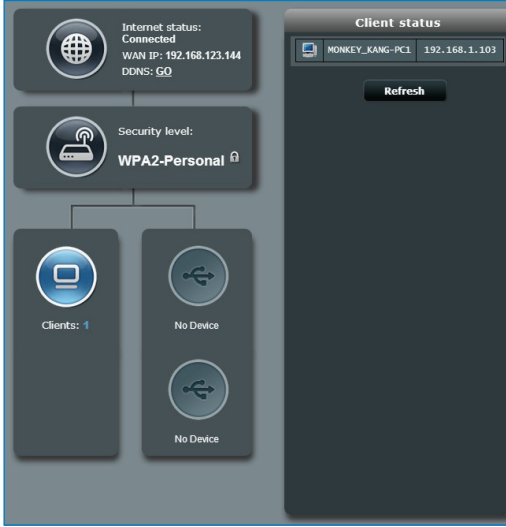 Internet status:
Connected
WAN IP: 192.168.123.144
DDNS: GO
Security level:
WPA2-Personal
Clients: 1
No Device
No Device
Client status
MONKEY_KANG-PC1 192.168.1.103
Refresh